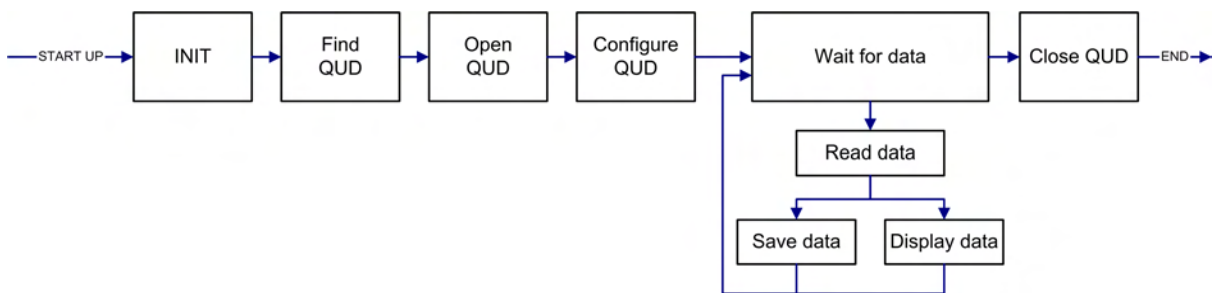 START UP
INIT
Find
QUD
Open
QUD
Configure
QUD
Wait for data
Close QUD
END
Read data
Save data
Display data